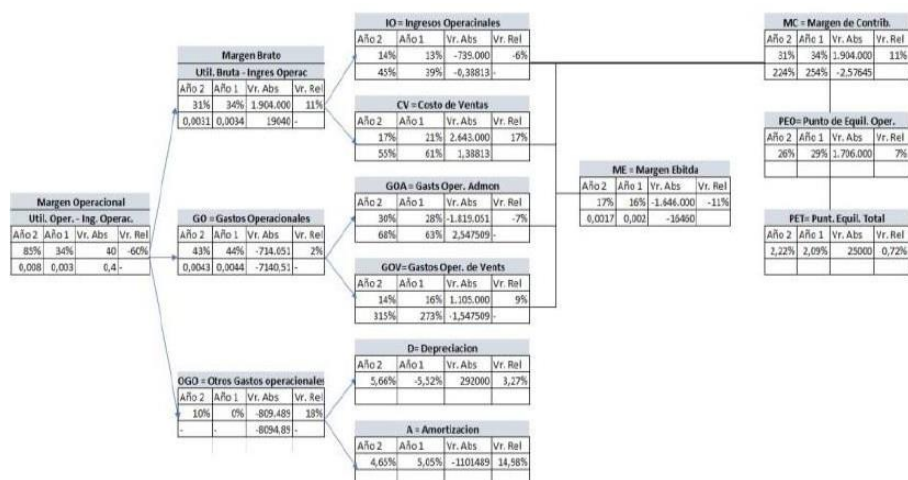 Margen Operacional
Util. Oper. - Ing. Operac.
Año 2 Año 1 Vr. Abs Vr. Rel
85% 34% 40 -60%
0,008 0,003 0,4 -
Margen Bruto
Util. Bruta - Ingres Operac
Año 2 Año 1 Vr. Abs Vr. Rel
31% 34% 1.904.000 11%
0,0031 0,0034 19040 -
GO = Gastos Operacionales
Año 2 Año 1 Vr. Abs Vr. Rel
43% 44% -714.051 2%
0,0043 0,0044 -7140,51 -
OGO = Otros Gastos operacionales
Año 2 Año 1 Vr. Abs Vr. Rel
10% 0% -809.489 18%
- - -8094,89 -
IO = Ingresos Operacinales
Año 2 Año 1 Vr. Abs Vr. Rel
14% 13% -739.000 -6%
45% 39% -0,38813 -
CV = Costo de Ventas
Año 2 Año 1 Vr. Abs Vr. Rel
17% 21% 2.643.000 17%
55% 61% 1,38813
GOA = Gasts Oper. Admon
Año 2 Año 1 Vr. Abs Vr. Rel
30% 28% -1.819.051 -7%
68% 63% 2,547509 -
GOV= Gastos Oper. de Vents
Año 2 Año 1 Vr. Abs Vr. Rel
14% 16% 1.105.000 9%
315% 273% -1,547509 -
D= Depreciacion
Año 2 Año 1 Vr. Abs Vr. Rel
5,66% -5,52% 292000 3,27%
A = Amortizacion
Año 2 Año 1 Vr. Abs Vr. Rel
4,65% 5,05% -1101489 14,58%
ME = Margen Ebitda
Año 2 Año 1 Vr. Abs Vr. Rel
17% 16% -1.646.000 -11%
0,0017 0,002 -16460
MC = Margen de Contrib.
Año 2 Año 1 Vr. Abs Vr. Rel
31% 34% 1.904.000 11%
224% 254% -2,57645
PEO= Punto de Equil. Oper.
Año 2 Año 1 Vr. Abs Vr. Rel
26% 29% 1.706.000 7%
PET= Punt. Equil. Total
Año 2 Año 1 Vr. Abs Vr. Rel
2,22% 2,09% 25000 0,72%